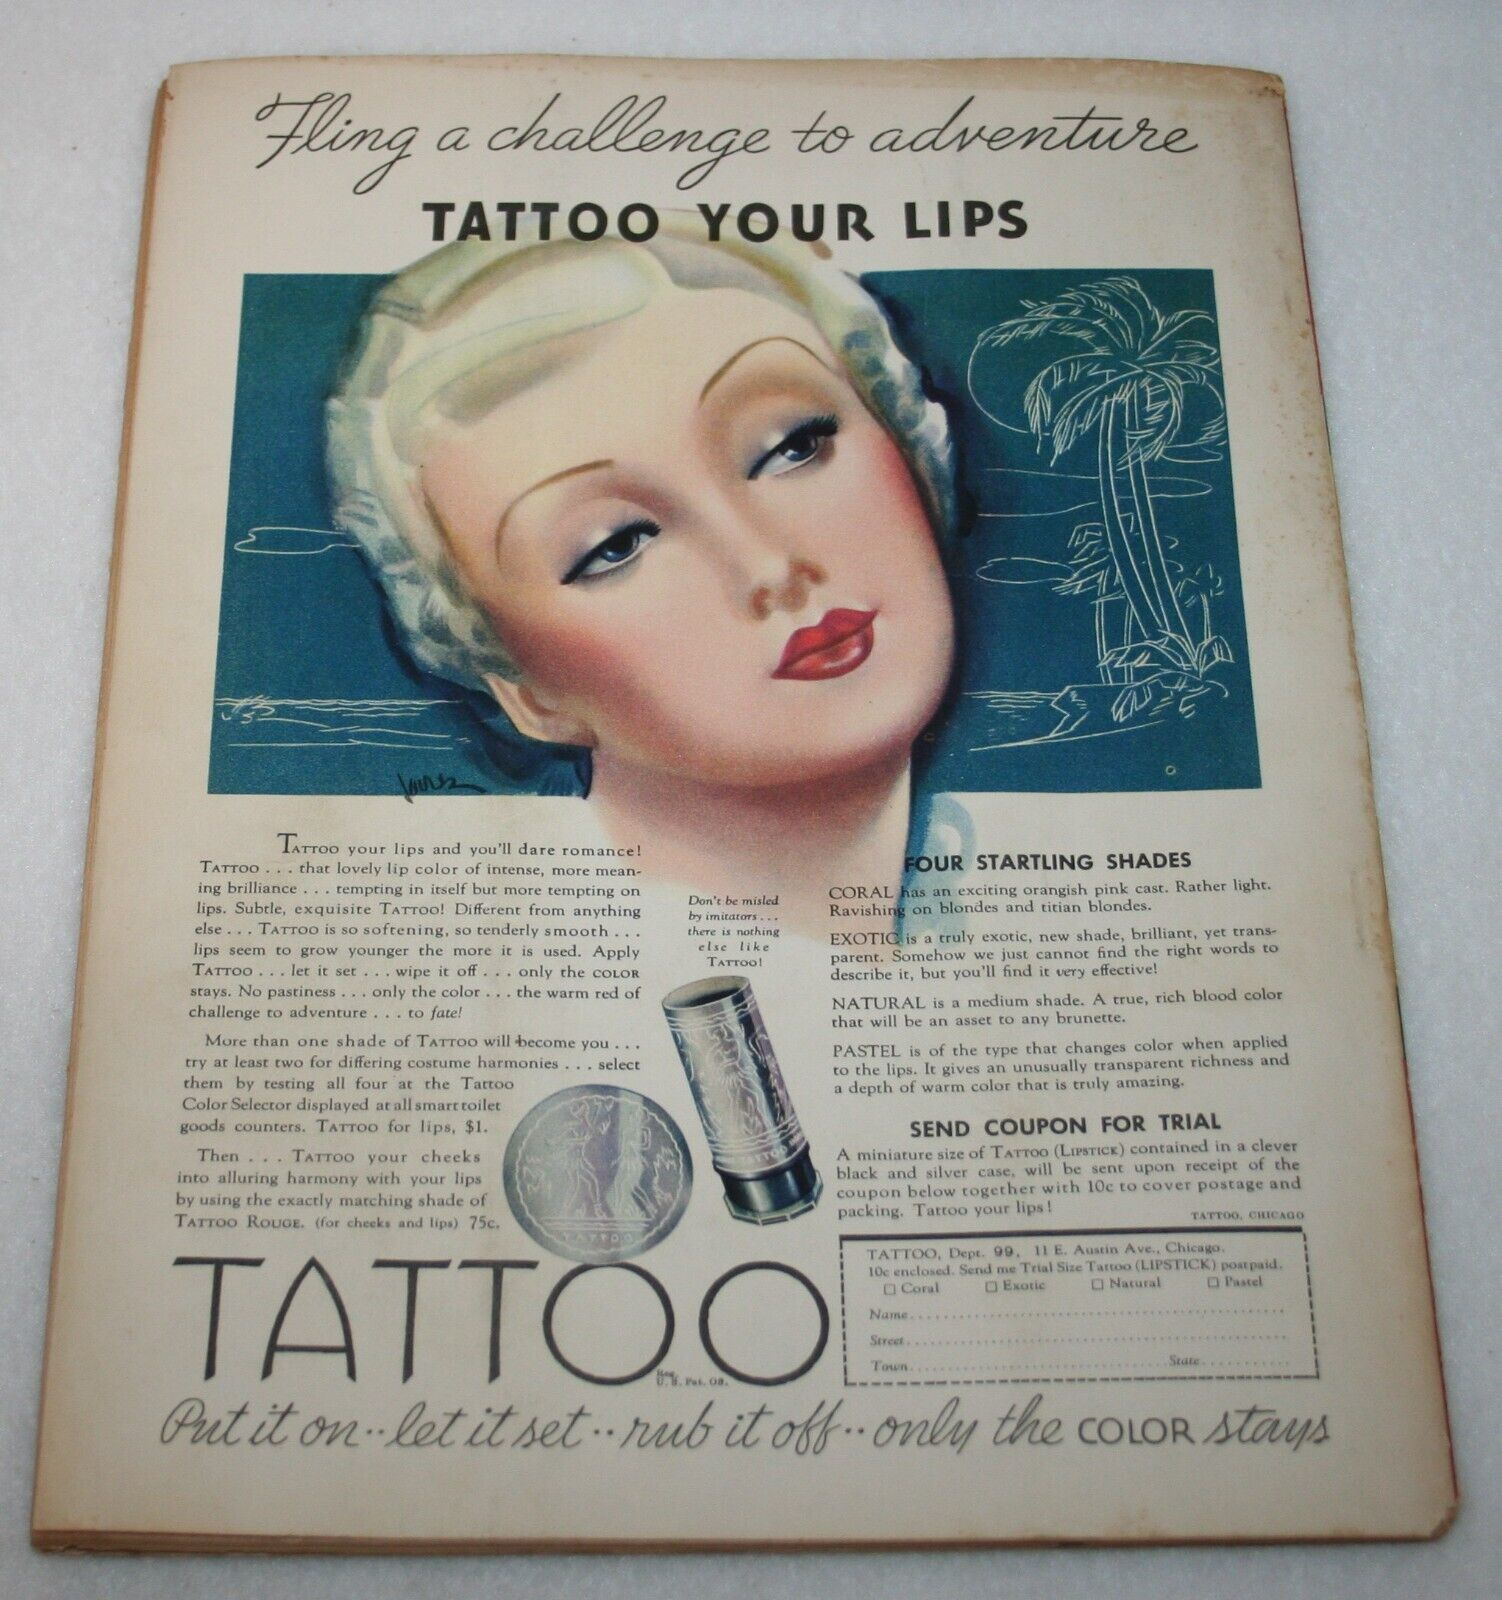 Fling a challenge to adventure
TATTOO YOUR LIPS
TATTOO your lips and you'll dare romance!
TATTOO . . . that lovely lip color of intense, more mean-
ing brilliance . . . tempting in itself but more tempting on
lips. Subtle, exquisite TATTOO! Different from anything
else . . . TATTOO is so softening, so tenderly smooth . . .
lips seem to grow younger the more it is used. Apply
TATTOO . . . let it set . . . wipe it off . . . only the COLOR
stays. No pastiness . . . only the color . . . the warm red of
challenge to adventure . . . to fate!
More than one shade of TATTOO will become you . . .
try at least two for differing costume harmonies . . . select
them by testing all four at the Tattoo
Color Selector displayed at all smart toilet
goods counters. TATTOO for lips, $1.
Then . . . TATTOO your cheeks
into alluring harmony with your lips
by using the exactly matching shade of
TATTOO ROUGE. (for cheeks and lips) 75c.
Don't be misled
by imitators . . .
there is nothing
else like
TATTOO!
TATTOO
TATTOO
FOUR STARTLING SHADES
CORAL has an exciting orangish pink cast. Rather light.
Ravishing on blondes and titian blondes.
EXOTIC is a truly exotic, new shade, brilliant, yet trans-
parent. Somehow we just cannot find the right words to
describe it, but you'll find it very effective!
NATURAL is a medium shade. A true, rich blood color
that will be an asset to any brunette.
PASTEL is of the type that changes color when applied
to the lips. It gives an unusually transparent richness and
a depth of warm color that is truly amazing.
SEND COUPON FOR TRIAL
A miniature size of TATTOO (LIPSTICK) contained in a clever
black and silver case, will be sent upon receipt of the
coupon below together with 10c to cover postage and
packing. Tattoo your lips!
TATTOO, CHICAGO
TATTOO, Dept. 99, 11 E. Austin Ave., Chicago.
10c enclosed. Send me Trial Size Tattoo (LIPSTICK) postpaid.
☐ Coral ☐ Exotic ☐ Natural ☐ Pastel
Name
Street
Town State
TATTOO
Reg.
U. S. Pat. Off.
Put it on . . let it set . . rub it off . . only the COLOR stays